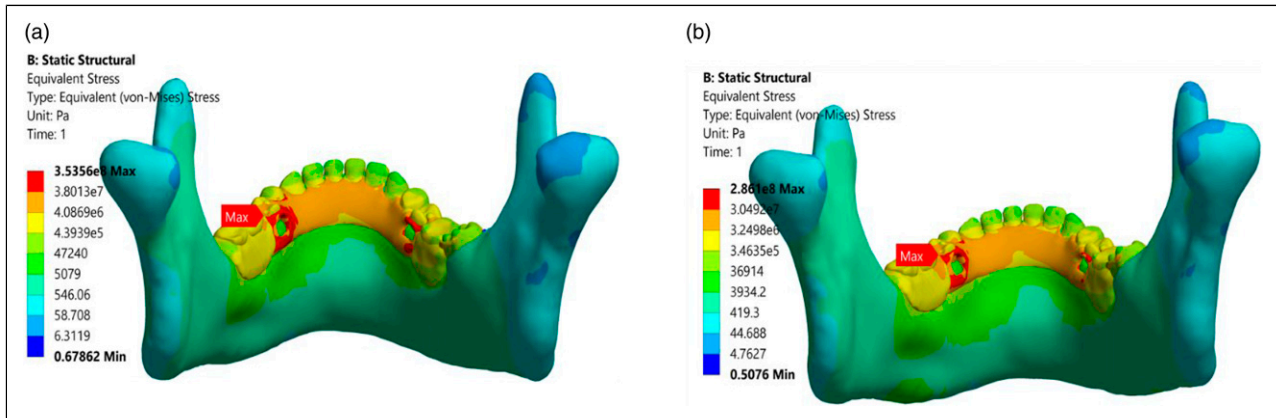 (a)
B: Static Structural
Equivalent Stress
Type: Equivalent (von-Mises) Stress
Unit: Pa
Time: 1
3.5356e8 Max
3.8013e7
4.0869e6
4.3939e5
47240
5079
546.06
58.708
6.3119
0.67862 Min
Max
(b)
B: Static Structural
Equivalent Stress
Type: Equivalent (von-Mises) Stress
Unit: Pa
Time: 1
2.861e8 Max
3.0492e7
3.2498e6
3.4635e5
36914
3934.2
419.3
44.688
4.7627
0.5076 Min
Max